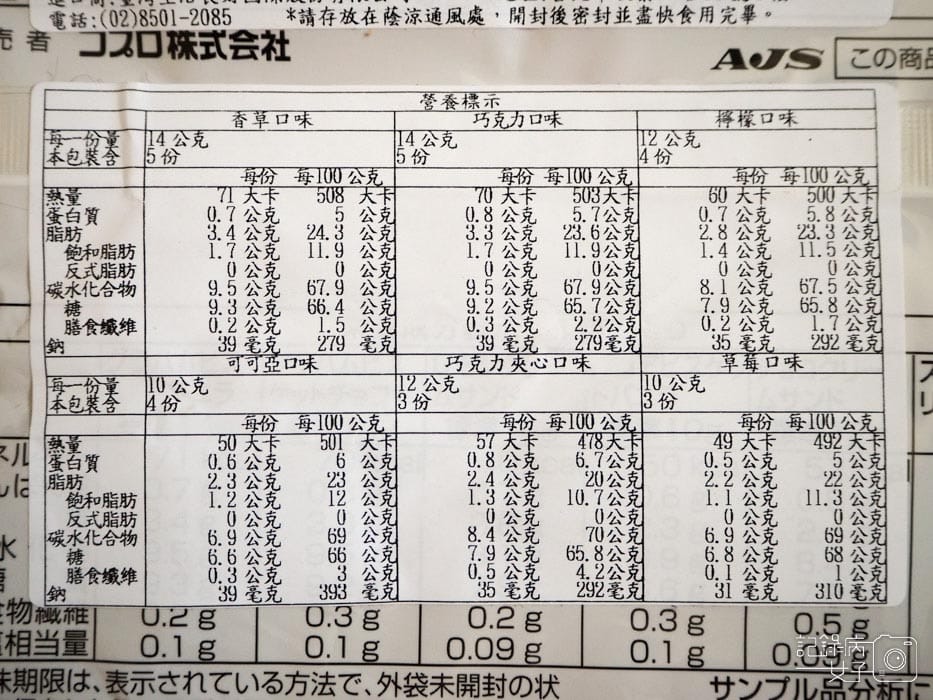 電話:(02)8501-2085 *請存放在陰涼通風處，開封後密封並盡快食用完畢。
売者 コプロ株式会社 AJS この商品
營養標示
香草口味 巧克力口味 檸檬口味
每一份量 14 公克 14 公克 12 公克
本包裝含 5 份 5 份 4 份
每份 每100 公克 每份 每100 公克 每份 每100 公克
熱量 71 大卡 508 大卡 70 大卡 503大卡 60 大卡 500 大卡
蛋白質 0.7 公克 5 公克 0.8 公克 5.7公克 0.7 公克 5.8 公克
脂肪 3.4 公克 24.3 公克 3.3 公克 23.6公克 2.8 公克 23.3 公克
飽和脂肪 1.7 公克 11.9 公克 1.7 公克 11.9公克 1.4 公克 11.5 公克
反式脂肪 0 公克 0 公克 0 公克 0公克 0 公克 0 公克
碳水化合物 9.5 公克 67.9 公克 9.5 公克 67.9公克 8.1 公克 67.5 公克
糖 9.3 公克 66.4 公克 9.2 公克 65.7公克 7.9 公克 65.8 公克
膳食纖維 0.2 公克 1.5 公克 0.3 公克 2.2公克 0.2 公克 1.7 公克
鈉 39 毫克 279 毫克 39 毫克 279毫克 35 毫克 292 毫克
可可亞口味 巧克力夾心口味 草莓口味
每一份量 10 公克 12 公克 10 公克
本包裝含 4 份 3 份 3 份
每份 每100 公克 每份 每100 公克 每份 每100 公克
熱量 50 大卡 501 大卡 57 大卡 478大卡 49 大卡 492 大卡
蛋白質 0.6 公克 6 公克 0.8 公克 6.7公克 0.5 公克 5 公克
脂肪 2.3 公克 23 公克 2.4 公克 20公克 2.2 公克 22 公克
飽和脂肪 1.2 公克 12 公克 1.3 公克 10.7公克 1.1 公克 11.3 公克
反式脂肪 0 公克 0 公克 0 公克 0公克 0 公克 0 公克
碳水化合物 6.9 公克 69 公克 8.4 公克 70公克 6.9 公克 69 公克
糖 6.6 公克 66 公克 7.9 公克 65.8公克 6.8 公克 68 公克
膳食纖維 0.3 公克 3 公克 0.5 公克 4.2公克 0.1 公克 1 公克
鈉 39 毫克 393 毫克 35 毫克 292毫克 31 毫克 310 毫克
食物繊維 0.2 g 0.3 g 0.2 g 0.3 g 0.5 g
相当量 0.1 g 0.1 g 0.09 g 0.1 g
味期限は、表示されている方法で、外袋未開封の状 サンプル品分析に